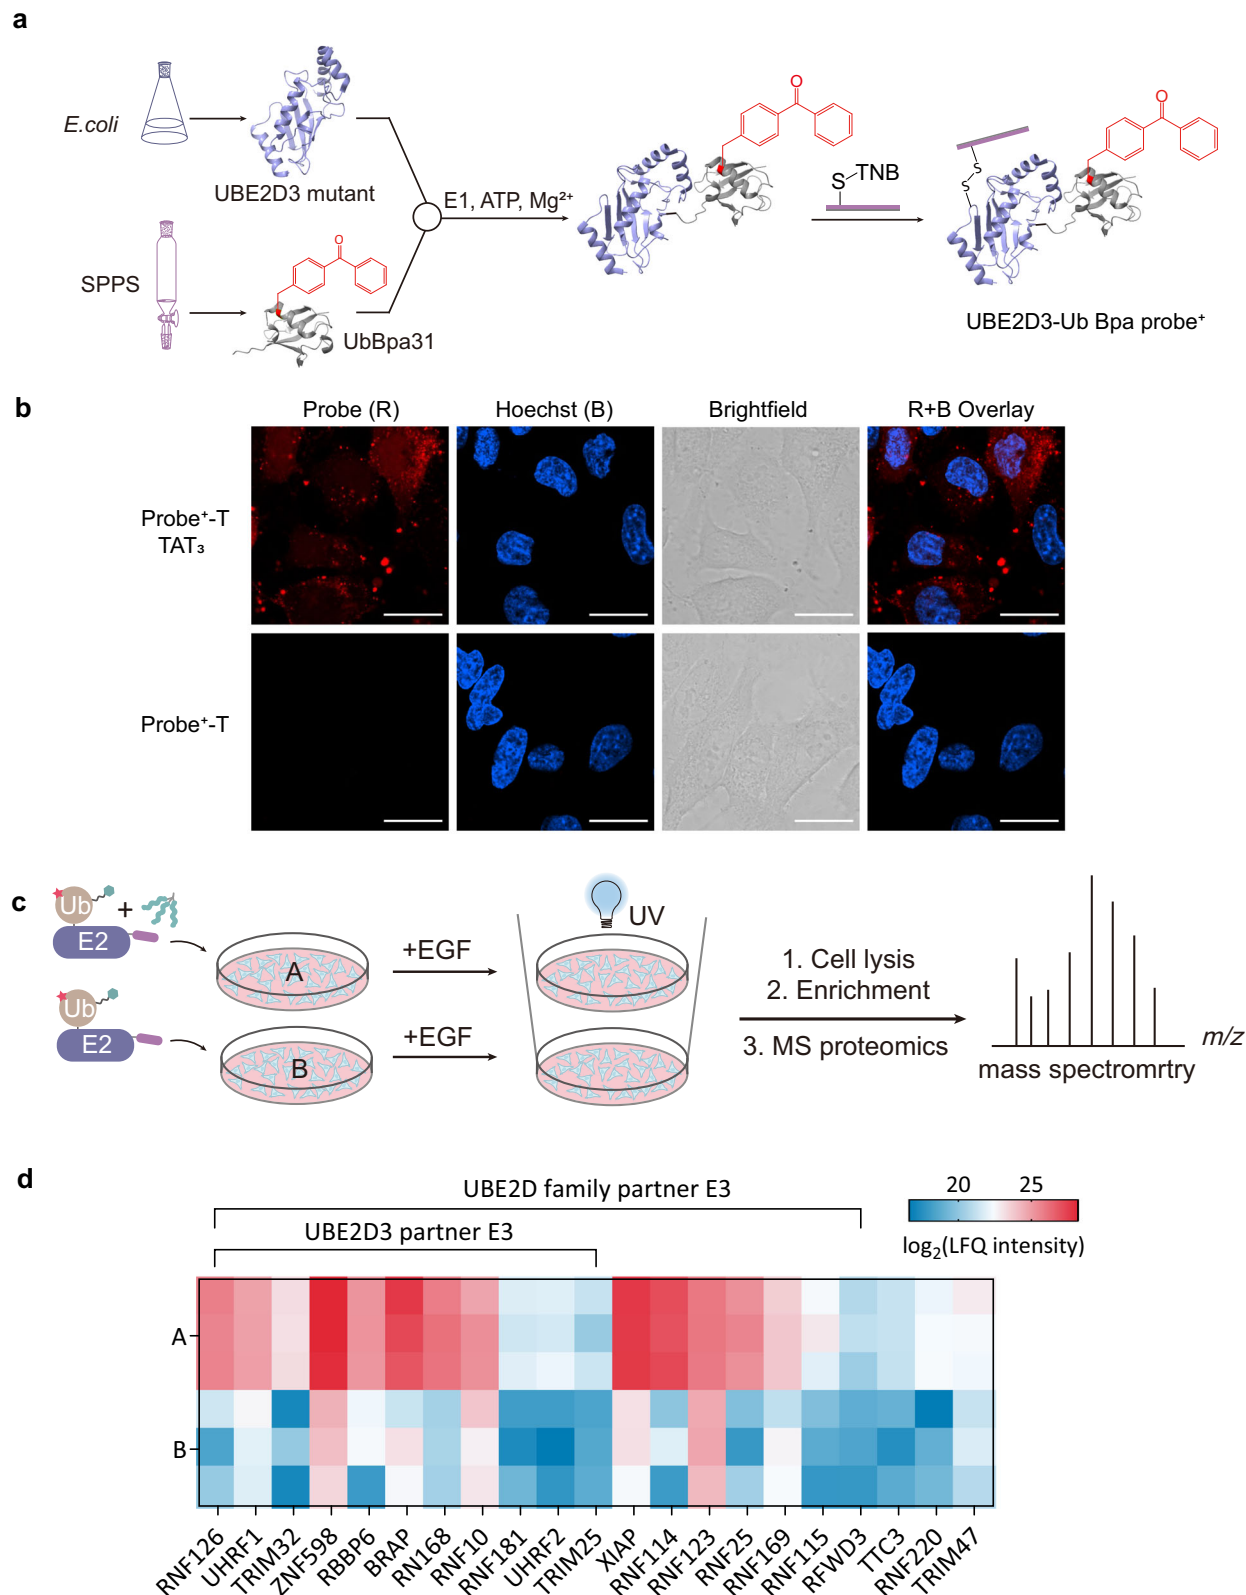 a
E.coli
UBE2D3 mutant
SPPS
UbBpa31
E1, ATP, Mg²⁺
O
O
S–TNB
S
S
O
UBE2D3-Ub Bpa probe⁺
b
Probe (R)
Hoechst (B)
Brightfield
R+B Overlay
Probe⁺-T
TAT₃
Probe⁺-T
c
Ub
+
E2
Ub
E2
A
B
+EGF
+EGF
UV
1. Cell lysis
2. Enrichment
3. MS proteomics
m/z
mass spectromrtry
d
UBE2D family partner E3
UBE2D3 partner E3
20
25
log₂(LFQ intensity)
A
B
RNF126
UHRF1
TRIM32
ZNF598
RBBP6
BRAP
RN168
RNF10
RNF181
UHRF2
TRIM25
XIAP
RNF114
RNF123
RNF25
RNF169
RNF115
RFWD3
TTC3
RNF220
TRIM47